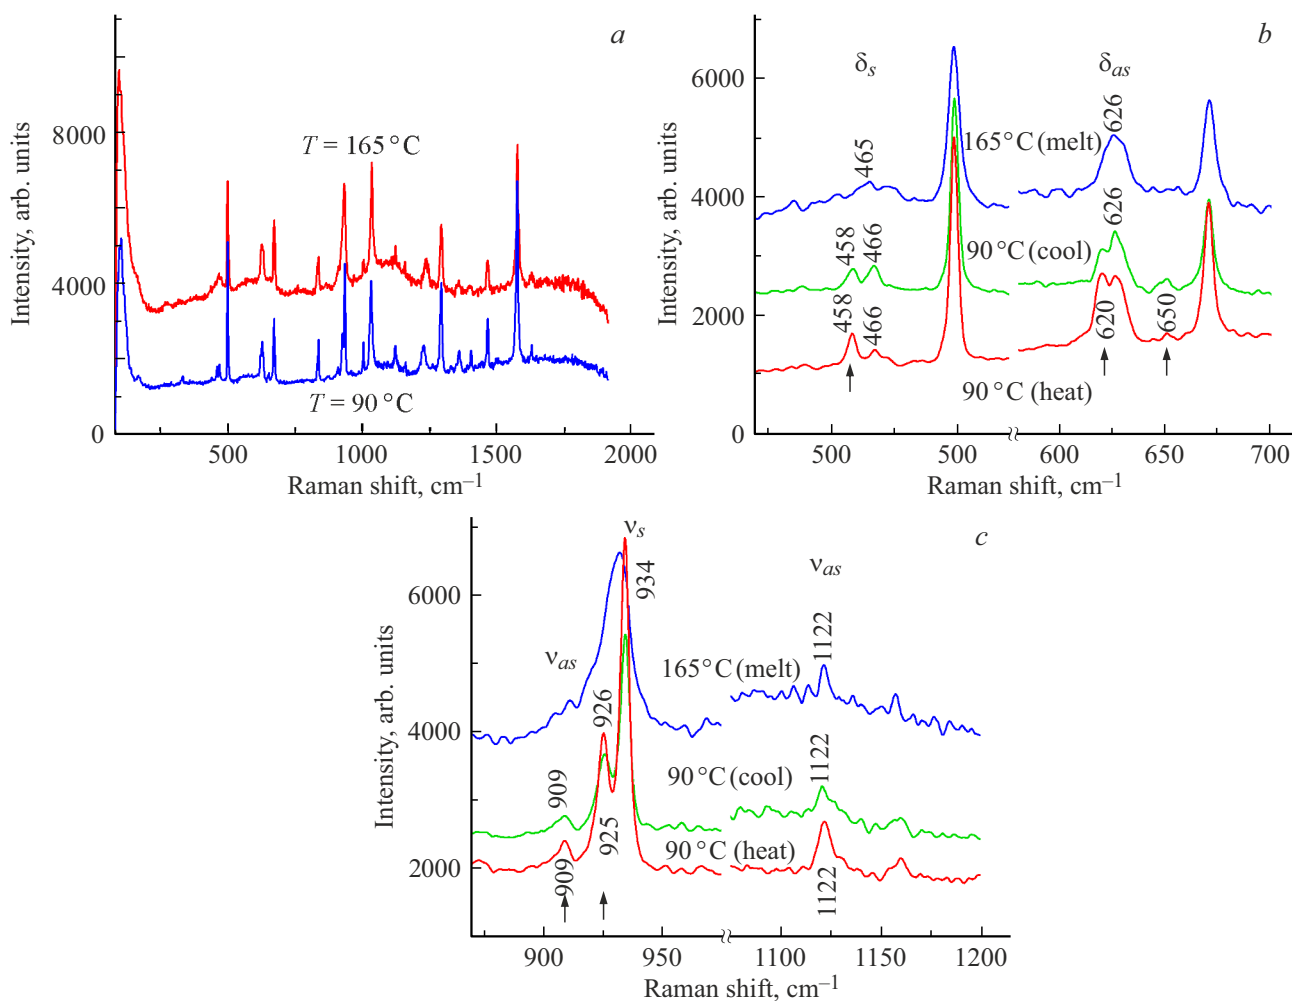 a
Intensity, arb. units
8000
4000
0
T = 165 °C
T = 90 °C
500
1000
1500
2000
Raman shift, cm–1
b
Intensity, arb. units
6000
4000
2000
0
δs
δas
165°C (melt)
465
626
90 °C (cool)
458
466
626
90 °C (heat)
458
466
620
650
500
500
600
650
700
Raman shift, cm–1
c
Intensity, arb. units
6000
4000
2000
νas
νs
νas
934
165°C (melt)
1122
909
926
90 °C (cool)
1122
909
925
90 °C (heat)
1122
900
950
1100
1150
1200
Raman shift, cm–1